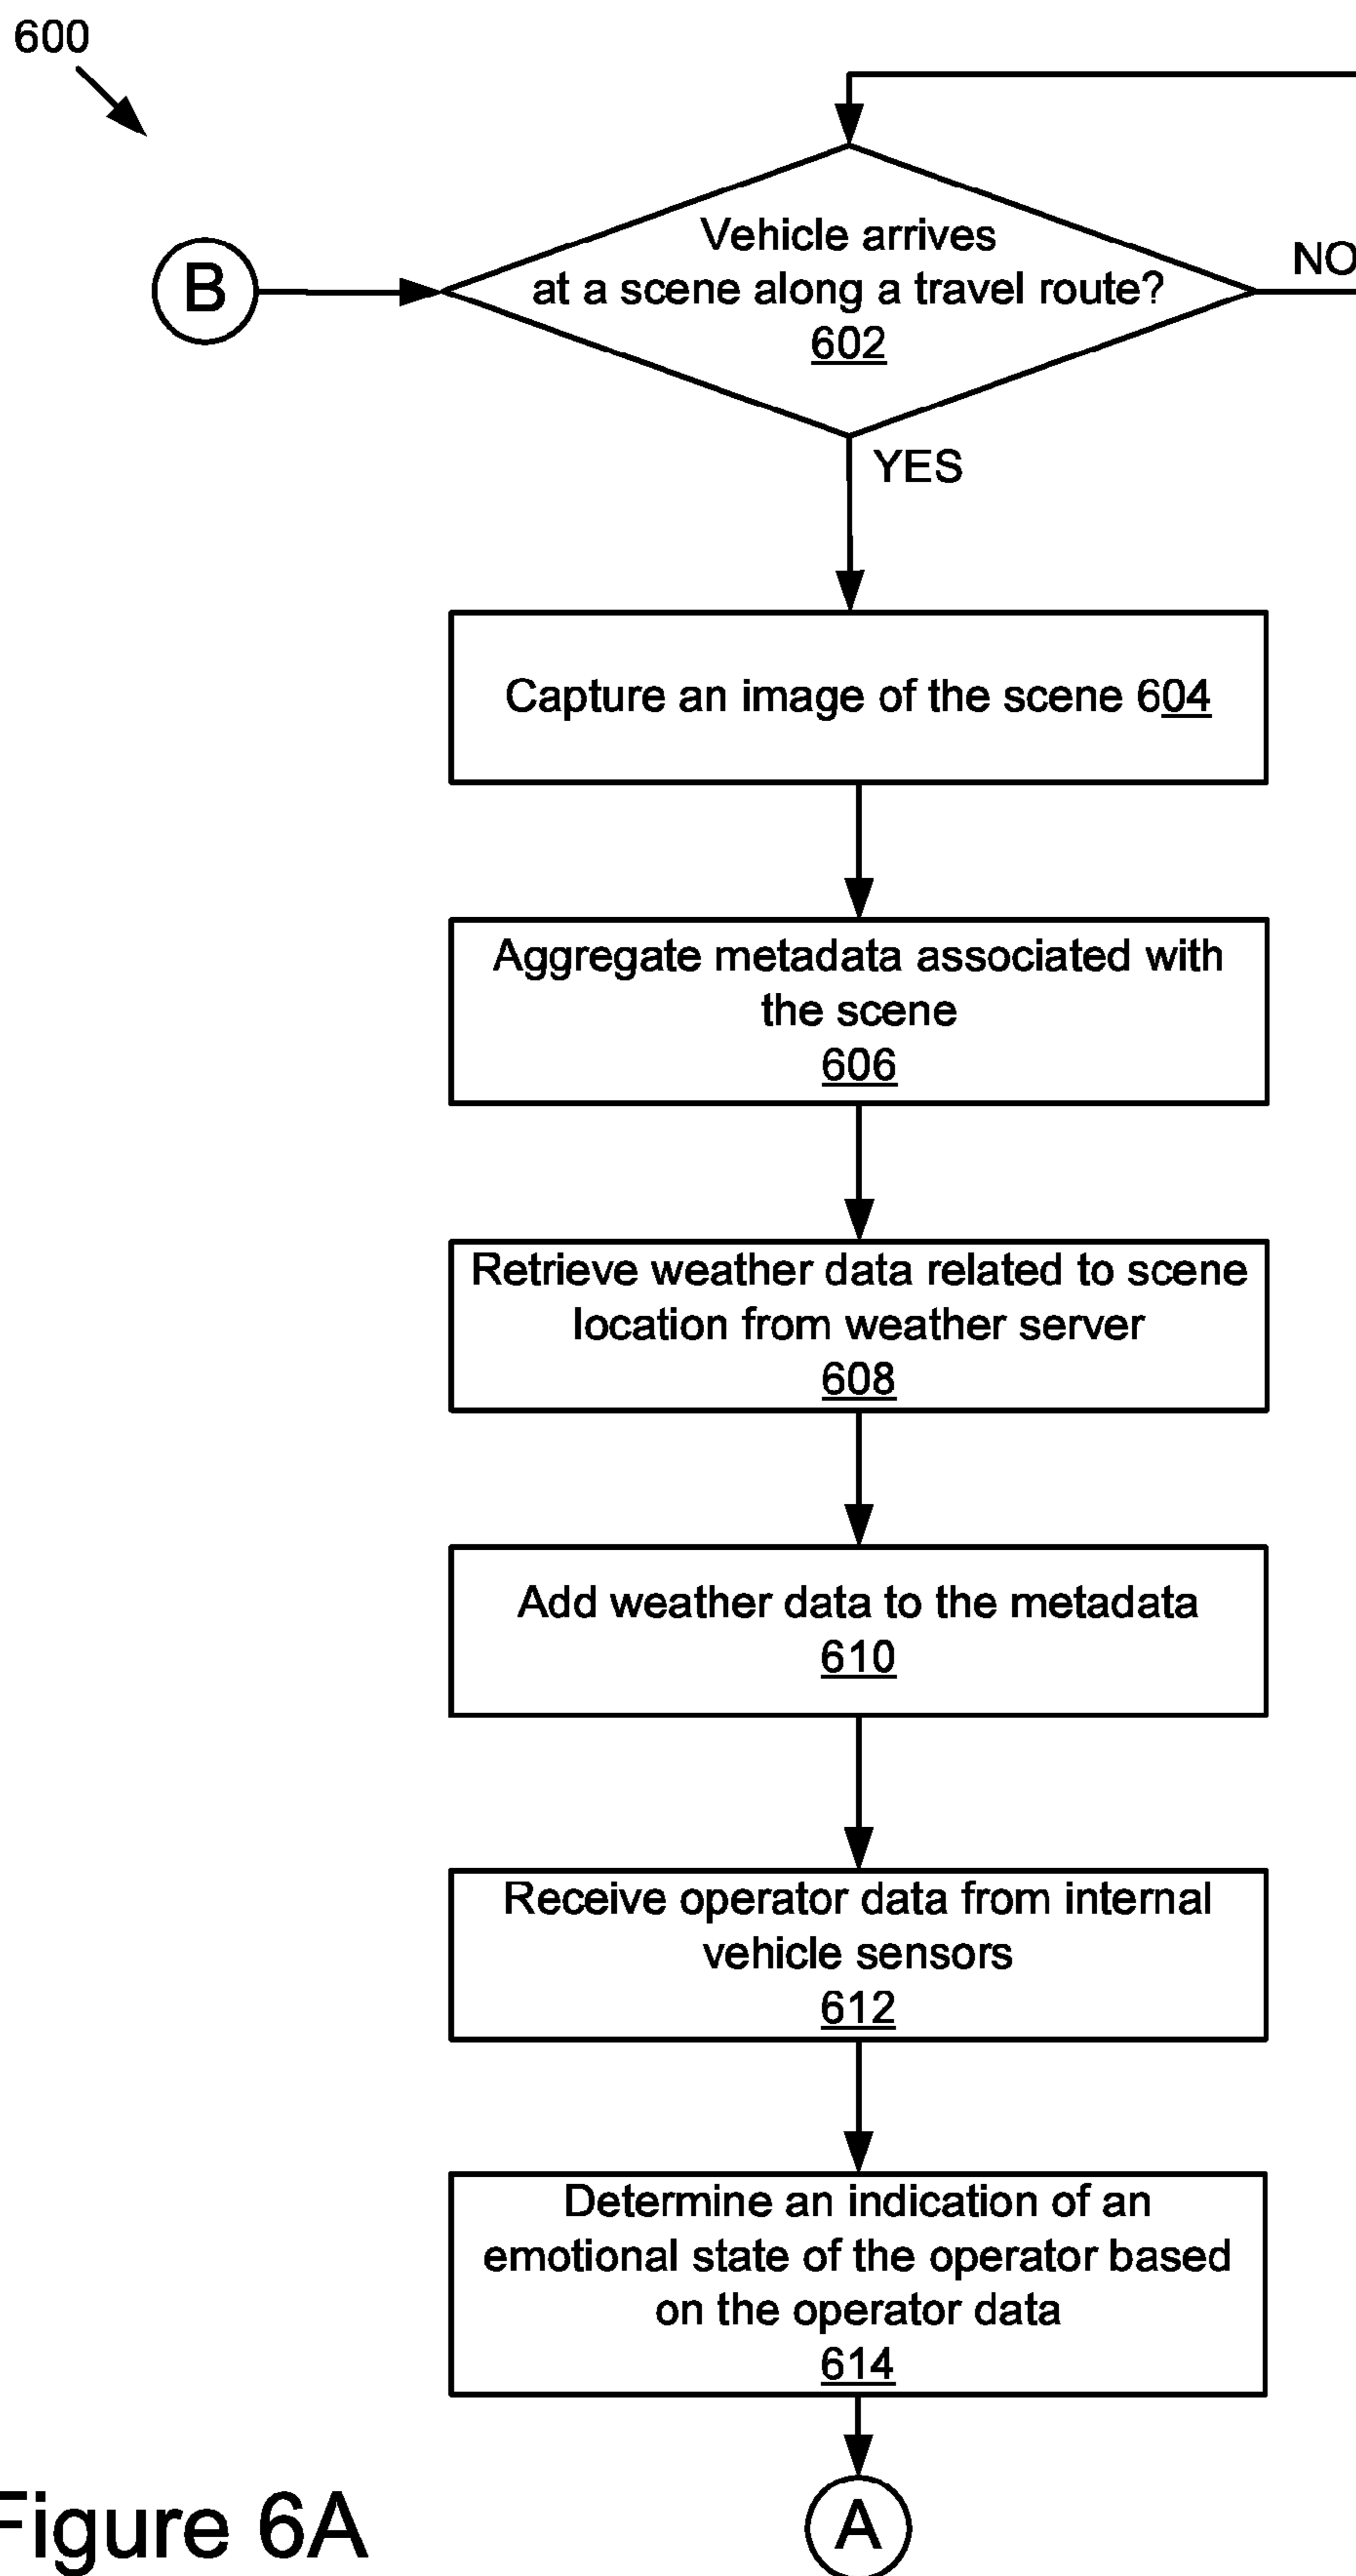 600
Vehicle arrives
at a scene along a travel route?
602
B
NO
YES
Capture an image of the scene 604
Aggregate metadata associated with
the scene
606
Retrieve weather data related to scene
location from weather server
608
Add weather data to the metadata
610
Receive operator data from internal
vehicle sensors
612
Determine an indication of an
emotional state of the operator based
on the operator data
614
A
Figure 6A